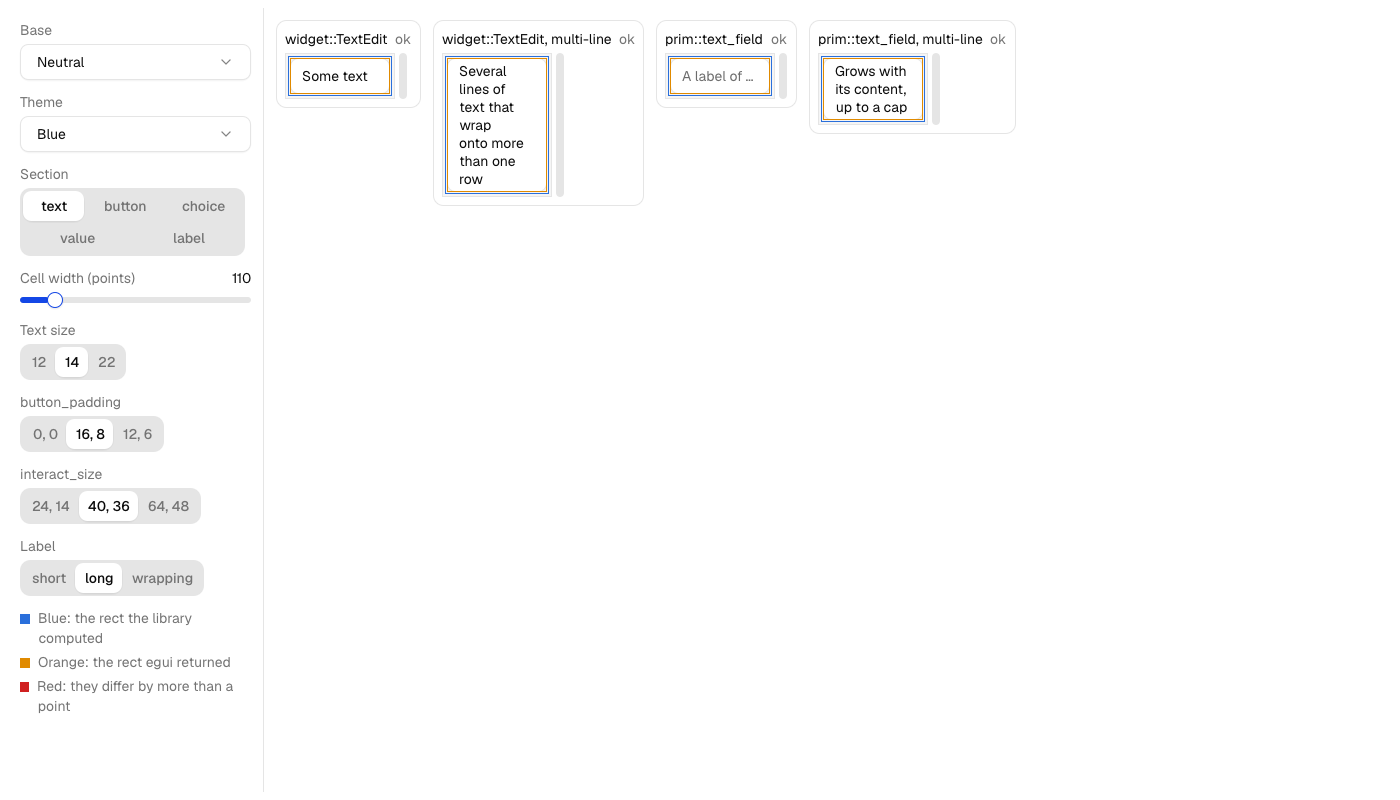 Base
Neutral
Theme
Blue
Section
text button choice
value label
Cell width (points) 110
Text size
12 14 22
button_padding
0, 0 16, 8 12, 6
interact_size
24, 14 40, 36 64, 48
Label
short long wrapping
Blue: the rect the library
computed
Orange: the rect egui returned
Red: they differ by more than a
point
widget::TextEdit ok
Some text
widget::TextEdit, multi-line ok
Several
lines of
text that
wrap
onto more
than one
row
prim::text_field ok
A label of …
prim::text_field, multi-line ok
Grows with
its content,
up to a cap